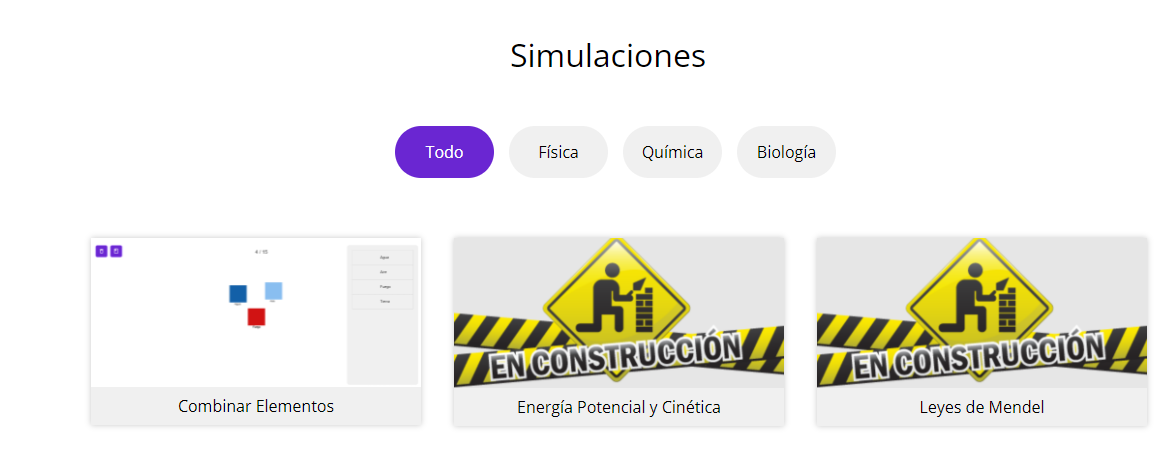 Simulaciones
Todo
Física
Química
Biología
4 / 10
Agua
Aire
Fuego
Tierra
EN CONSTRUCCIÓN
EN CONSTRUCCIÓN
Combinar Elementos
Energía Potencial y Cinética
Leyes de Mendel